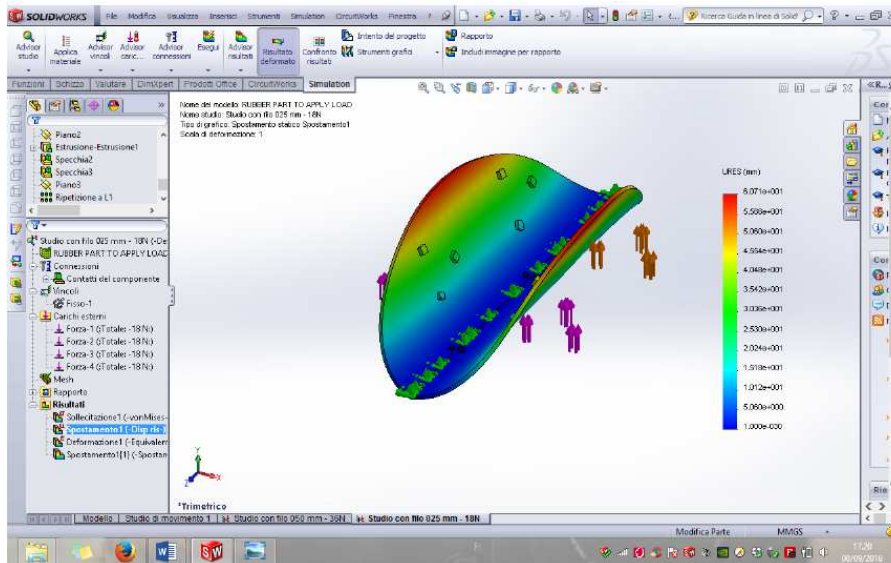 SOLIDWORKS File Modifica Visualizza Inserisci Strumenti Simulation CircuitWorks Finestra ?
Ricerca Guida in linea di Solid
Advisor studio
Applica materiale
Advisor vincoli
Advisor caric...
Advisor connessioni
Esegui
Advisor risultati
Risultato deformato
Confronto risultati
Intento del progetto
Strumenti grafici
Rapporto
Includi immagine per rapporto
Funzioni Schizzo Valutare DimXpert Prodotti Office CircuitWorks Simulation
Piano2
Estrusione-Estrusione1
Specchia2
Specchia3
Piano3
Ripetizione a L1
Nome del modello: RUBBER PART TO APPLY LOAD
Nome studio: Studio con filo 025 mm - 18N
Tipo di grafico: Spostamento statico Spostamento1
Scala di deformazione: 1
Studio con filo 025 mm - 18N (-De
RUBBER PART TO APPLY LOAD
Connessioni
Contatti del componente
Vincoli
Fisso-1
Carichi esterni
Forza-1 (:Totale: -18 N:)
Forza-2 (:Totale: -18 N:)
Forza-3 (:Totale: -18 N:)
Forza-4 (:Totale: -18 N:)
Mesh
Rapporto
Risultati
Sollecitazione1 (-vonMises-
Spostamento1 (-Disp ris-)
Deformazione1 (-Equivalent
Spostamento1[1] (-Spostan
URES (mm)
6.071e+001
5.566e+001
5.060e+001
4.554e+001
4.048e+001
3.542e+001
3.036e+001
2.530e+001
2.024e+001
1.518e+001
1.012e+001
5.060e+000
1.000e-030
Y
X
Z
*Trimetrico
Modello Studio di movimento 1 Studio con filo 050 mm - 36N Studio con filo 025 mm - 18N
Modifica Parte MMGS
17.20
08/09/2016